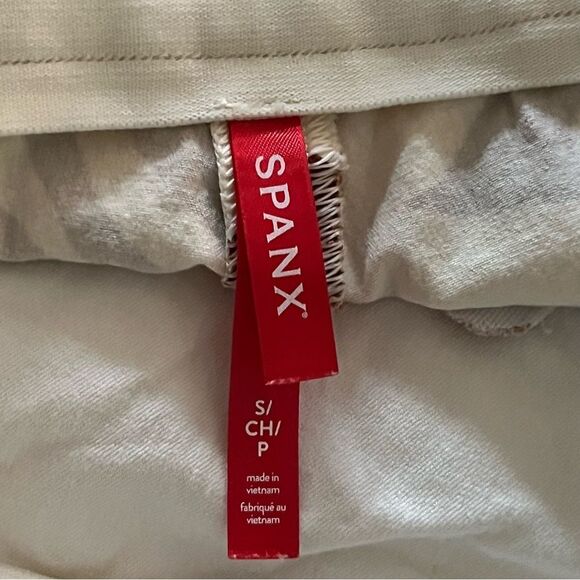 SPANX®
S/
CH/
P
made in
vietnam
fabriqué au
vietnam